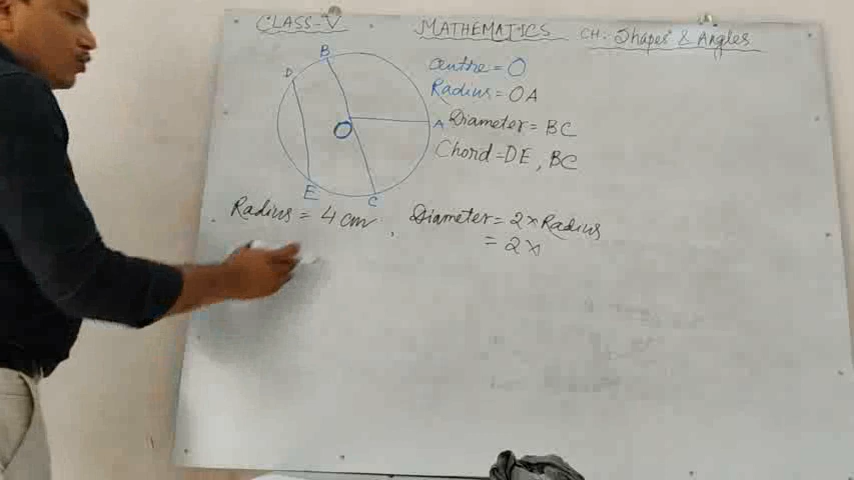 CLASS-V MATHEMATICS CH: Shapes & Angles
B
D
O
A
E
C
Centre = O
Radius = OA
Diameter = BC
Chord = DE, BC
Radius = 4 cm, Diameter = 2 × Radius
= 2 ×